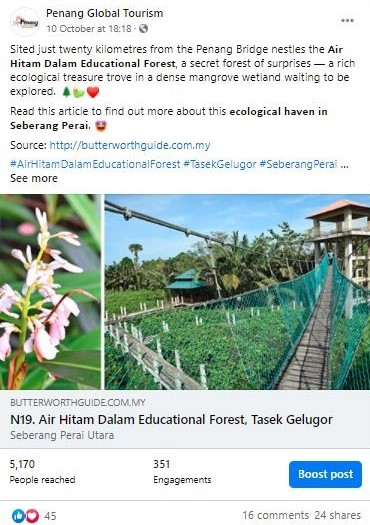 Penang Global Tourism
10 October at 18:18 ·
Sited just twenty kilometres from the Penang Bridge nestles the Air
Hitam Dalam Educational Forest, a secret forest of surprises — a rich
ecological treasure trove in a dense mangrove wetland waiting to be
explored. 🌲🍃❤️
Read this article to find out more about this ecological haven in
Seberang Perai. 🤩
Source: http://butterworthguide.com.my
#AirHitamDalamEducationalForest #TasekGelugor #SeberangPerai ...
See more
BUTTERWORTHGUIDE.COM.MY
N19. Air Hitam Dalam Educational Forest, Tasek Gelugor
Seberang Perai Utara
5,170
People reached
351
Engagements
Boost post
45
16 comments 24 shares